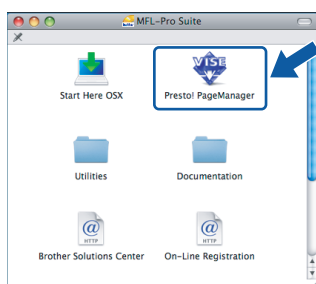 MFL-Pro Suite
VISE
Start Here OSX
Presto! PageManager
Utilities
Documentation
@
HTTP
@
HTTP
Brother Solutions Center
On-Line Registration